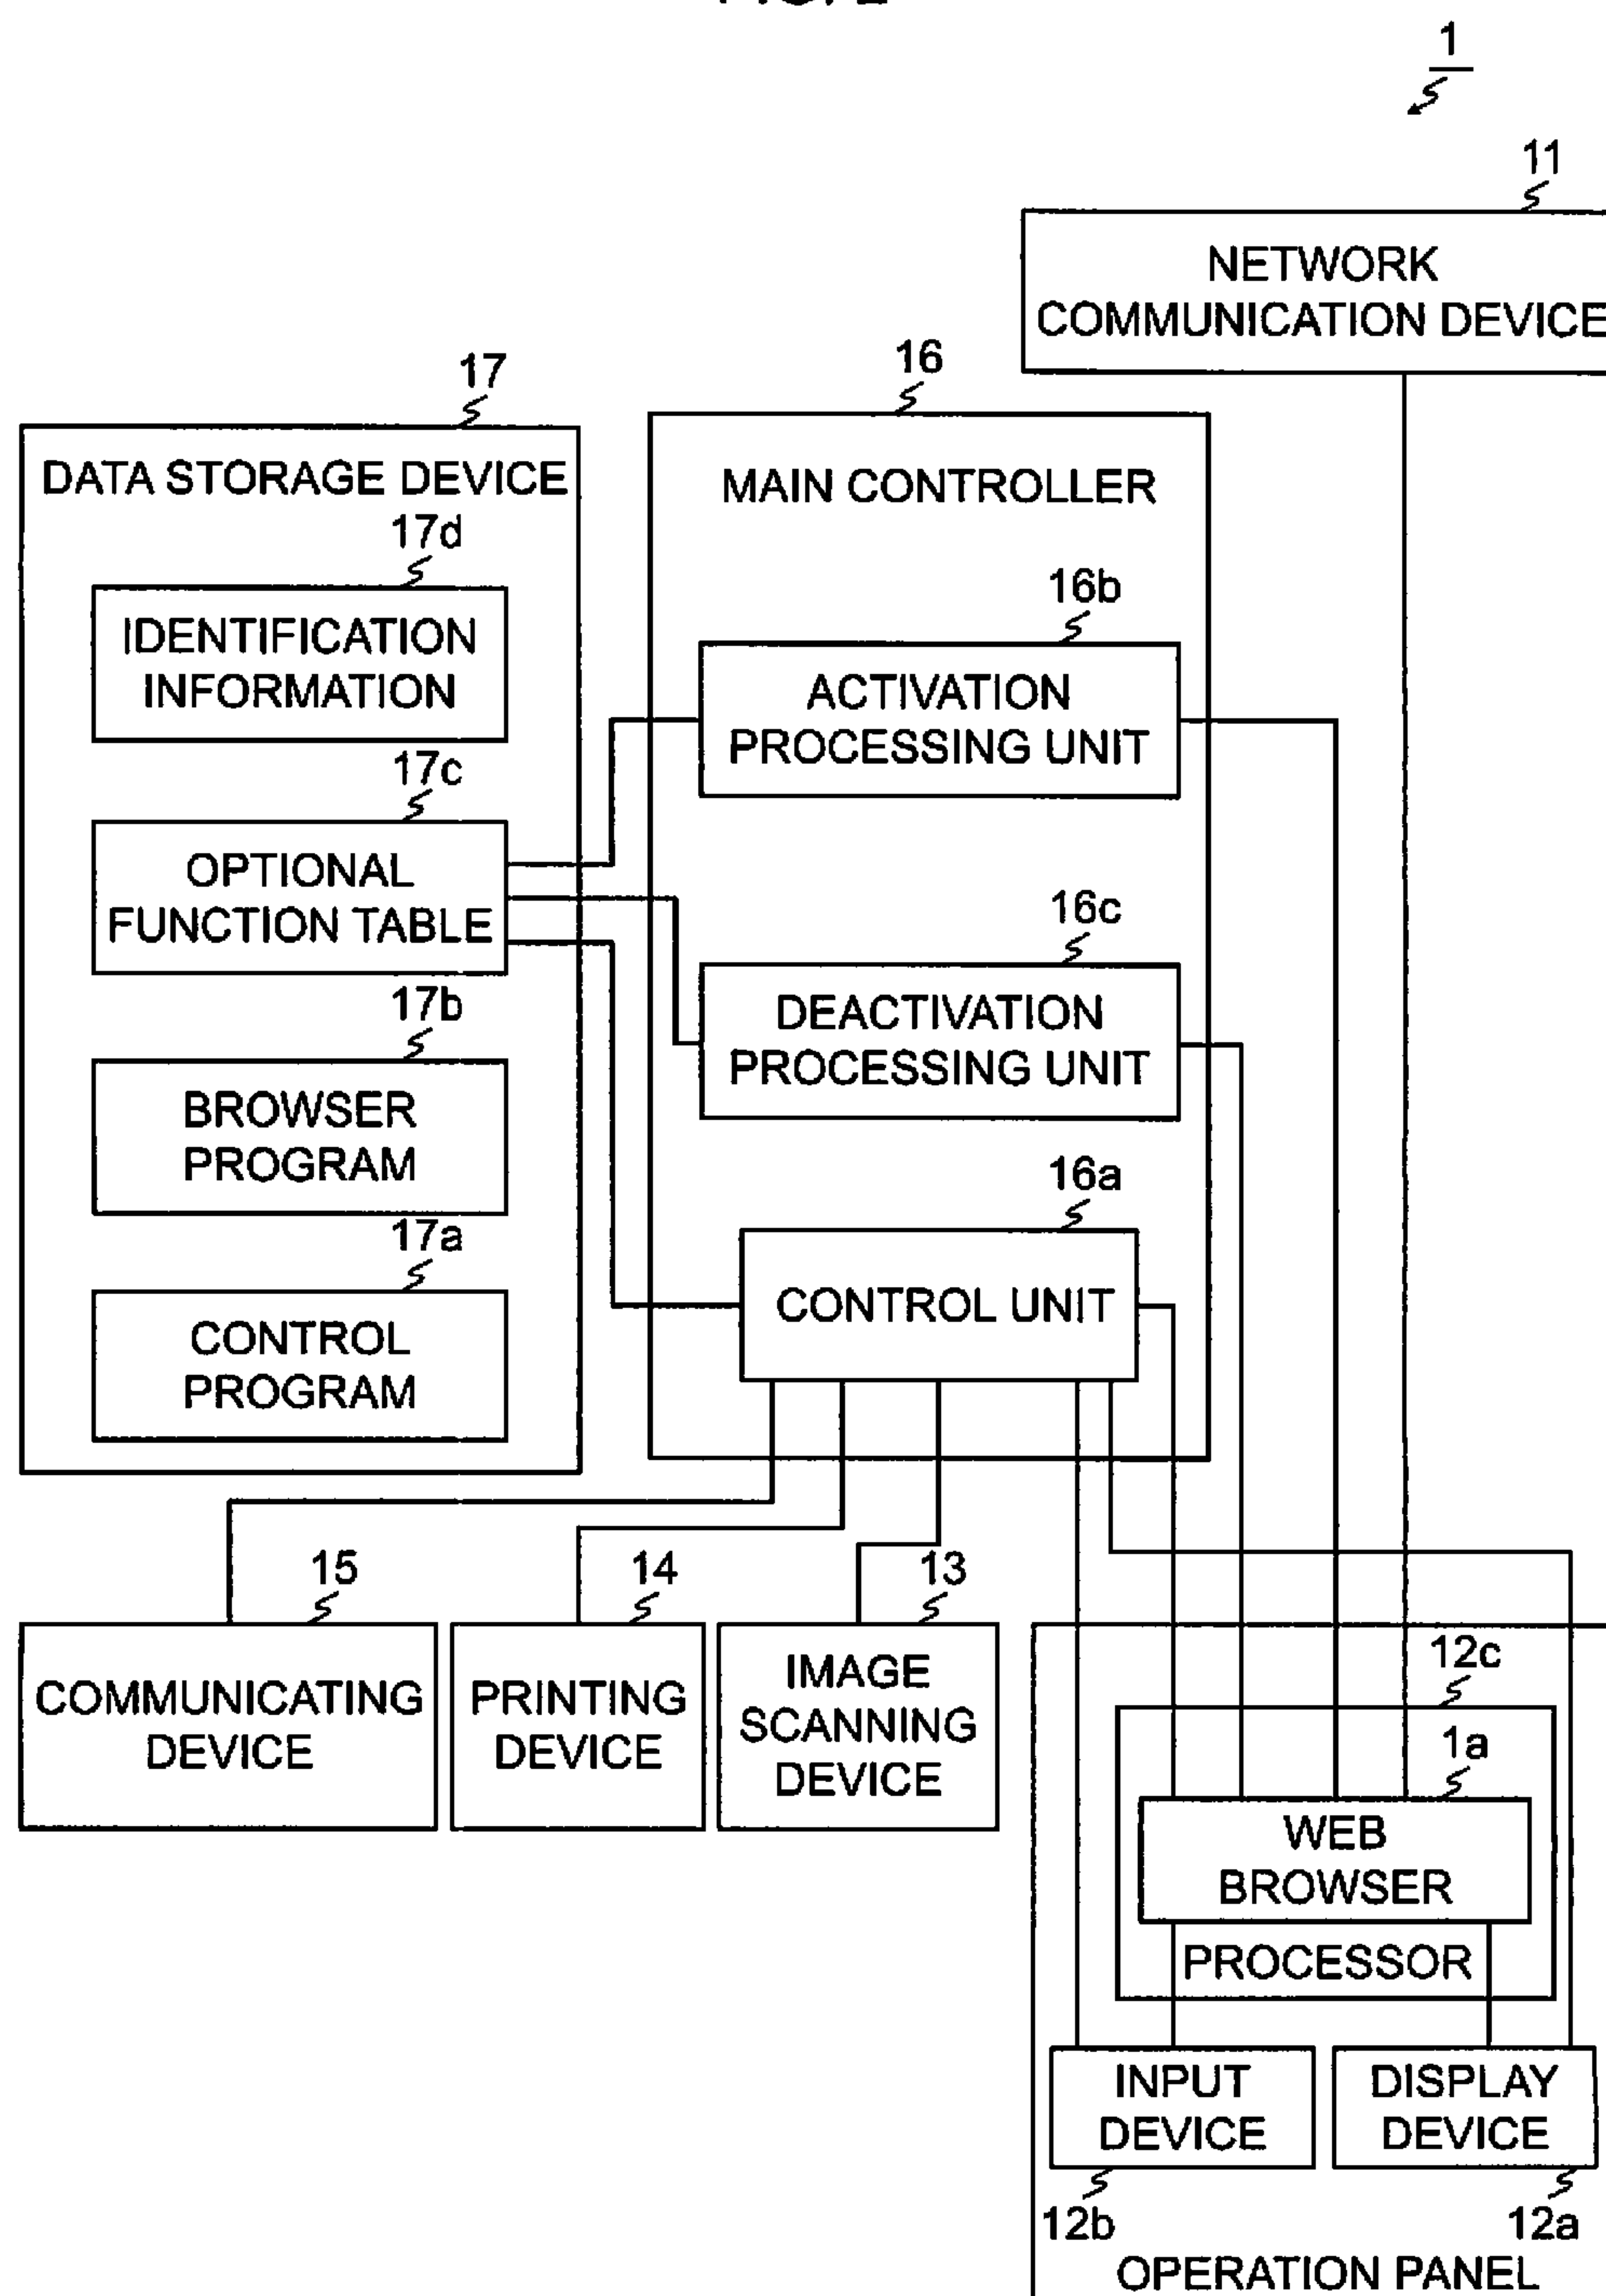 1
11
NETWORK
COMMUNICATION DEVICE
17
16
DATA STORAGE DEVICE
MAIN CONTROLLER
17d
IDENTIFICATION
INFORMATION
16b
ACTIVATION
PROCESSING UNIT
17c
OPTIONAL
FUNCTION TABLE
16c
DEACTIVATION
PROCESSING UNIT
17b
BROWSER
PROGRAM
16a
CONTROL UNIT
17a
CONTROL
PROGRAM
15
COMMUNICATING
DEVICE
14
PRINTING
DEVICE
13
IMAGE
SCANNING
DEVICE
12c
1a
WEB
BROWSER
PROCESSOR
INPUT
DEVICE
DISPLAY
DEVICE
12b
12a
OPERATION PANEL